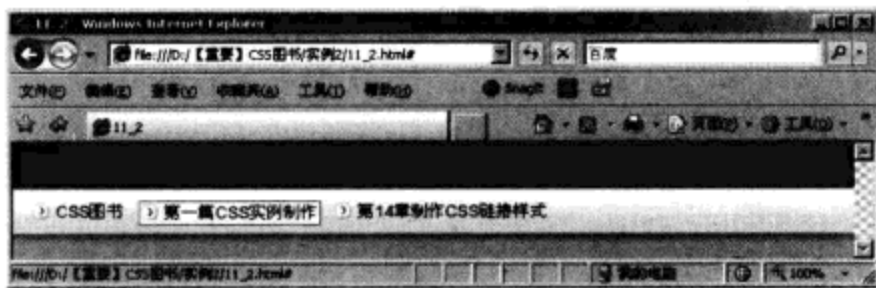 11_2 Windows Internet Explorer
file:///D:/【重要】CSS图书/实例2/11_2.html# 百度
文件(F) 编辑(E) 查看(V) 收藏夹(A) 工具(T) 帮助(H) SnagIt
11_2 页面(P) 工具(O)
CSS图书 第一篇CSS实例制作 第14章制作CSS链接样式
file:///D:/【重要】CSS图书/实例2/11_2.html# 我的电脑 100%